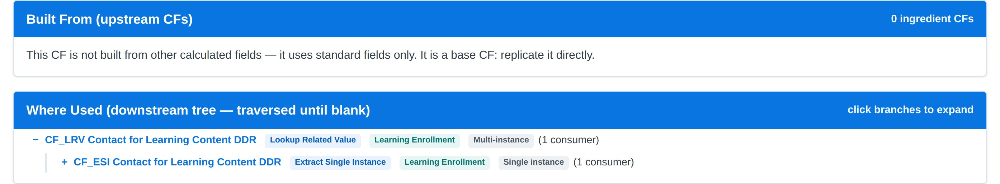 Built From (upstream CFs) 0 ingredient CFs
This CF is not built from other calculated fields — it uses standard fields only. It is a base CF: replicate it directly.
Where Used (downstream tree — traversed until blank) click branches to expand
− CF_LRV Contact for Learning Content DDR Lookup Related Value Learning Enrollment Multi-instance (1 consumer)
+ CF_ESI Contact for Learning Content DDR Extract Single Instance Learning Enrollment Single instance (1 consumer)